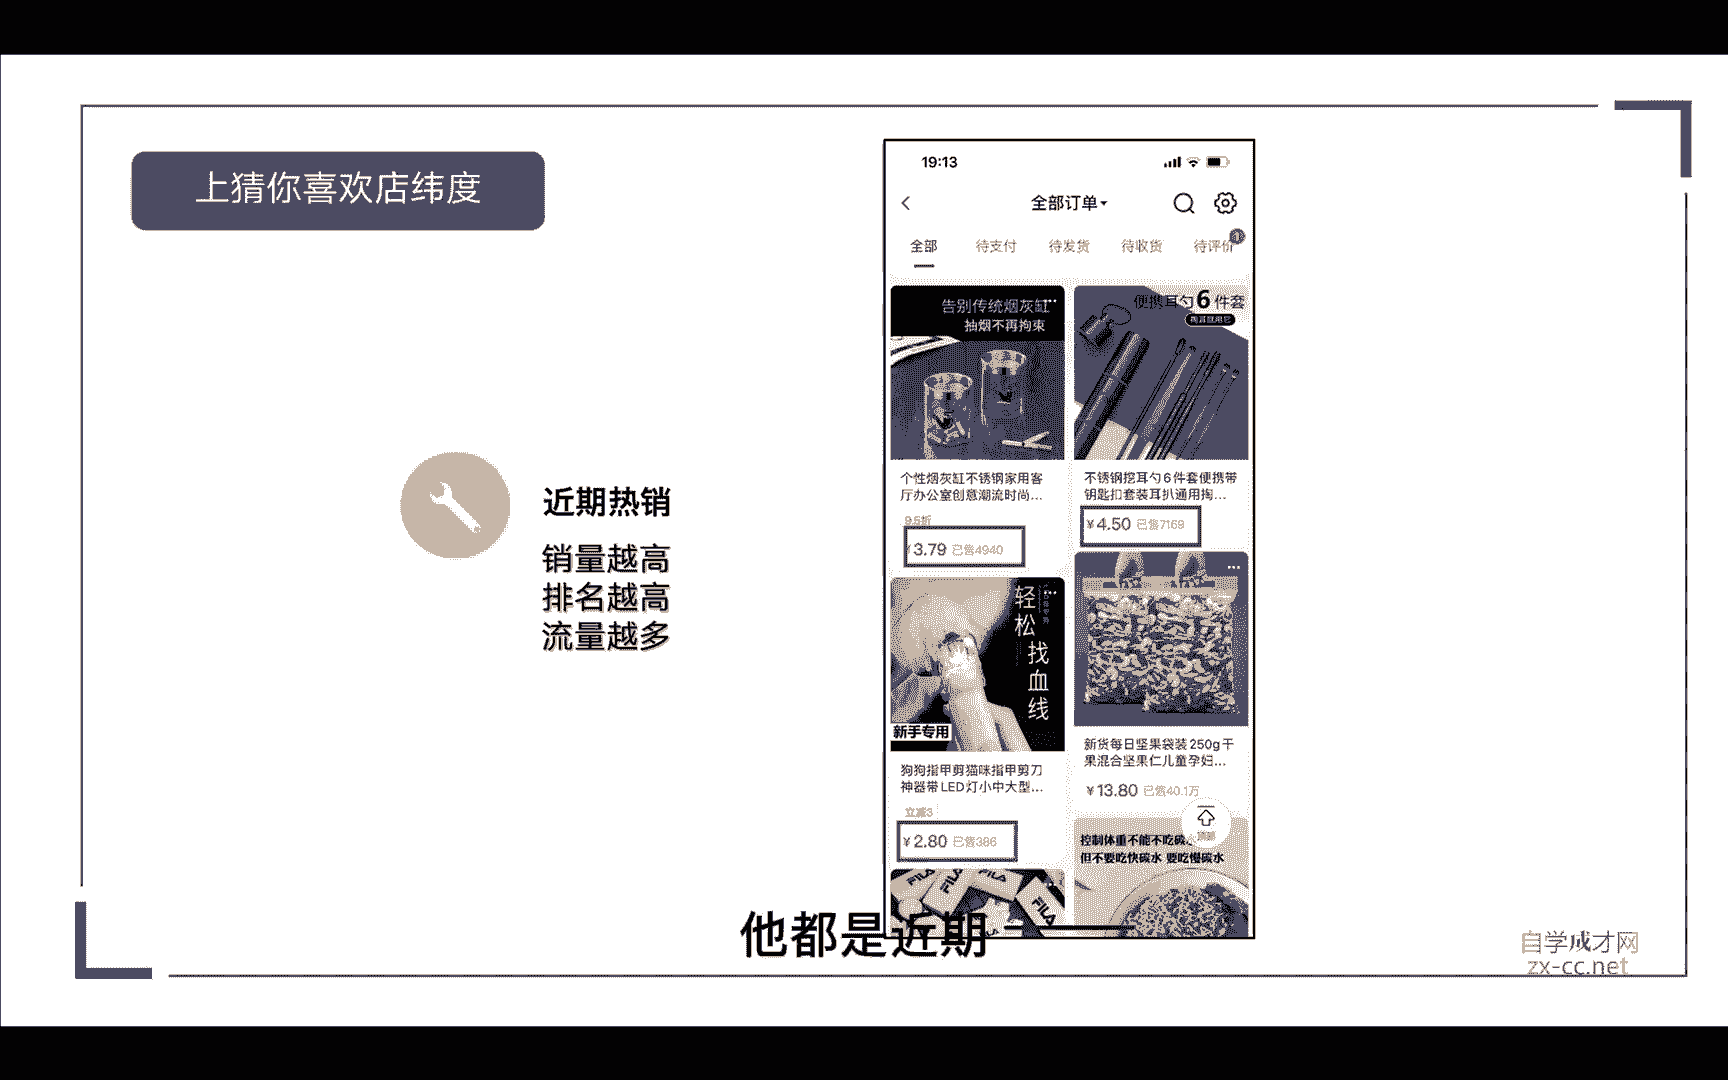 上猜你喜欢店纬度
近期热销
销量越高
排名越高
流量越多
19:13
全部订单
全部 待支付 待发货 待收货 待评价
1
告别传统烟灰缸
抽烟不再拘束
个性烟灰缸不锈钢家用客
厅办公室创意潮流时尚...
9.5折
¥3.79 已售4940
便携耳勺6件套
不锈钢挖耳勺6件套便携带
钥匙扣套装耳扒通用掏...
¥4.50 已售7169
轻松找血线
新手专用
狗狗指甲剪猫咪指甲剪刀
神器带LED灯小中大型...
立减3
¥2.80 已售386
新货每日坚果袋装250g干
果混合坚果仁儿童孕妇...
¥13.80 已售40.1万
顶部
控制体重不能不吃碳水
但不要吃快碳水 要吃慢碳水
FILA
FILA
FILA
FILA
他都是近期
自学成才网
zx-cc.net